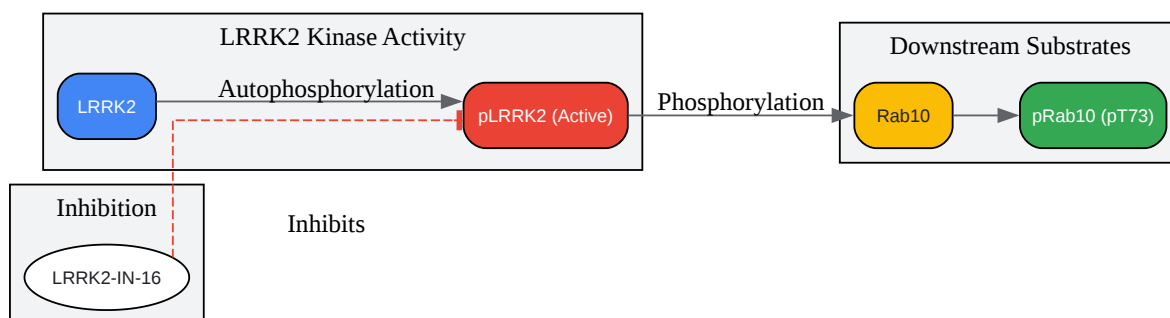 LRRK2 Kinase Activity
Downstream Substrates
LRRK2
Autophosphorylation
pLRRK2 (Active)
Phosphorylation
Rab10
pRab10 (pT73)
Inhibition
Inhibits
LRRK2-IN-16